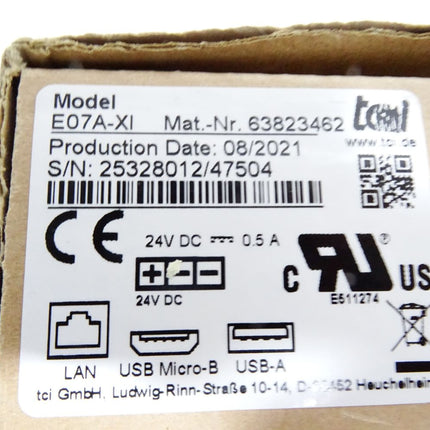 Model
E07A-XI Mat.-Nr. 63823462
tci
www.tci.de
Production Date: 08/2021
S/N: 25328012/47504
CE
24V DC 0.5 A
+ - -
24V DC
C US
®
E511274
LAN USB Micro-B USB-A
tci GmbH, Ludwig-Rinn-Straße 10-14, Heuchelheim